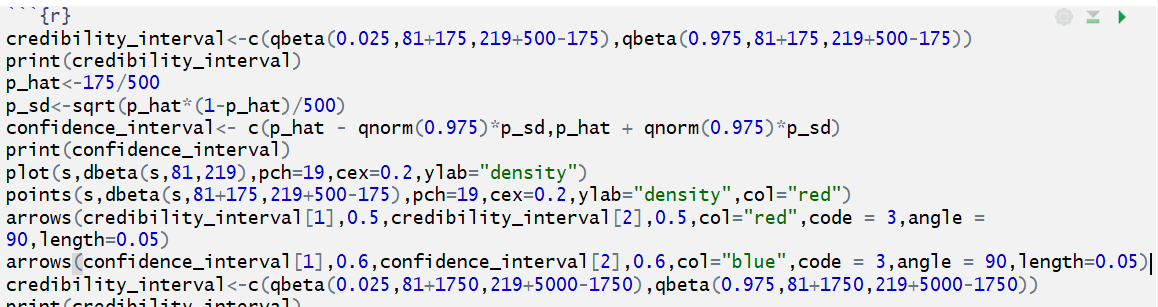 ```{r}
credibility_interval<-c(qbeta(0.025,81+175,219+500-175),qbeta(0.975,81+175,219+500-175))
print(credibility_interval)
p_hat<-175/500
p_sd<-sqrt(p_hat*(1-p_hat)/500)
confidence_interval<- c(p_hat - qnorm(0.975)*p_sd,p_hat + qnorm(0.975)*p_sd)
print(confidence_interval)
plot(s,dbeta(s,81,219),pch=19,cex=0.2,ylab="density")
points(s,dbeta(s,81+175,219+500-175),pch=19,cex=0.2,ylab="density",col="red")
arrows(credibility_interval[1],0.5,credibility_interval[2],0.5,col="red",code = 3,angle =
90,length=0.05)
arrows(confidence_interval[1],0.6,confidence_interval[2],0.6,col="blue",code = 3,angle = 90,length=0.05)
credibility_interval<-c(qbeta(0.025,81+1750,219+5000-1750),qbeta(0.975,81+1750,219+5000-1750))
print(credibility_interval)